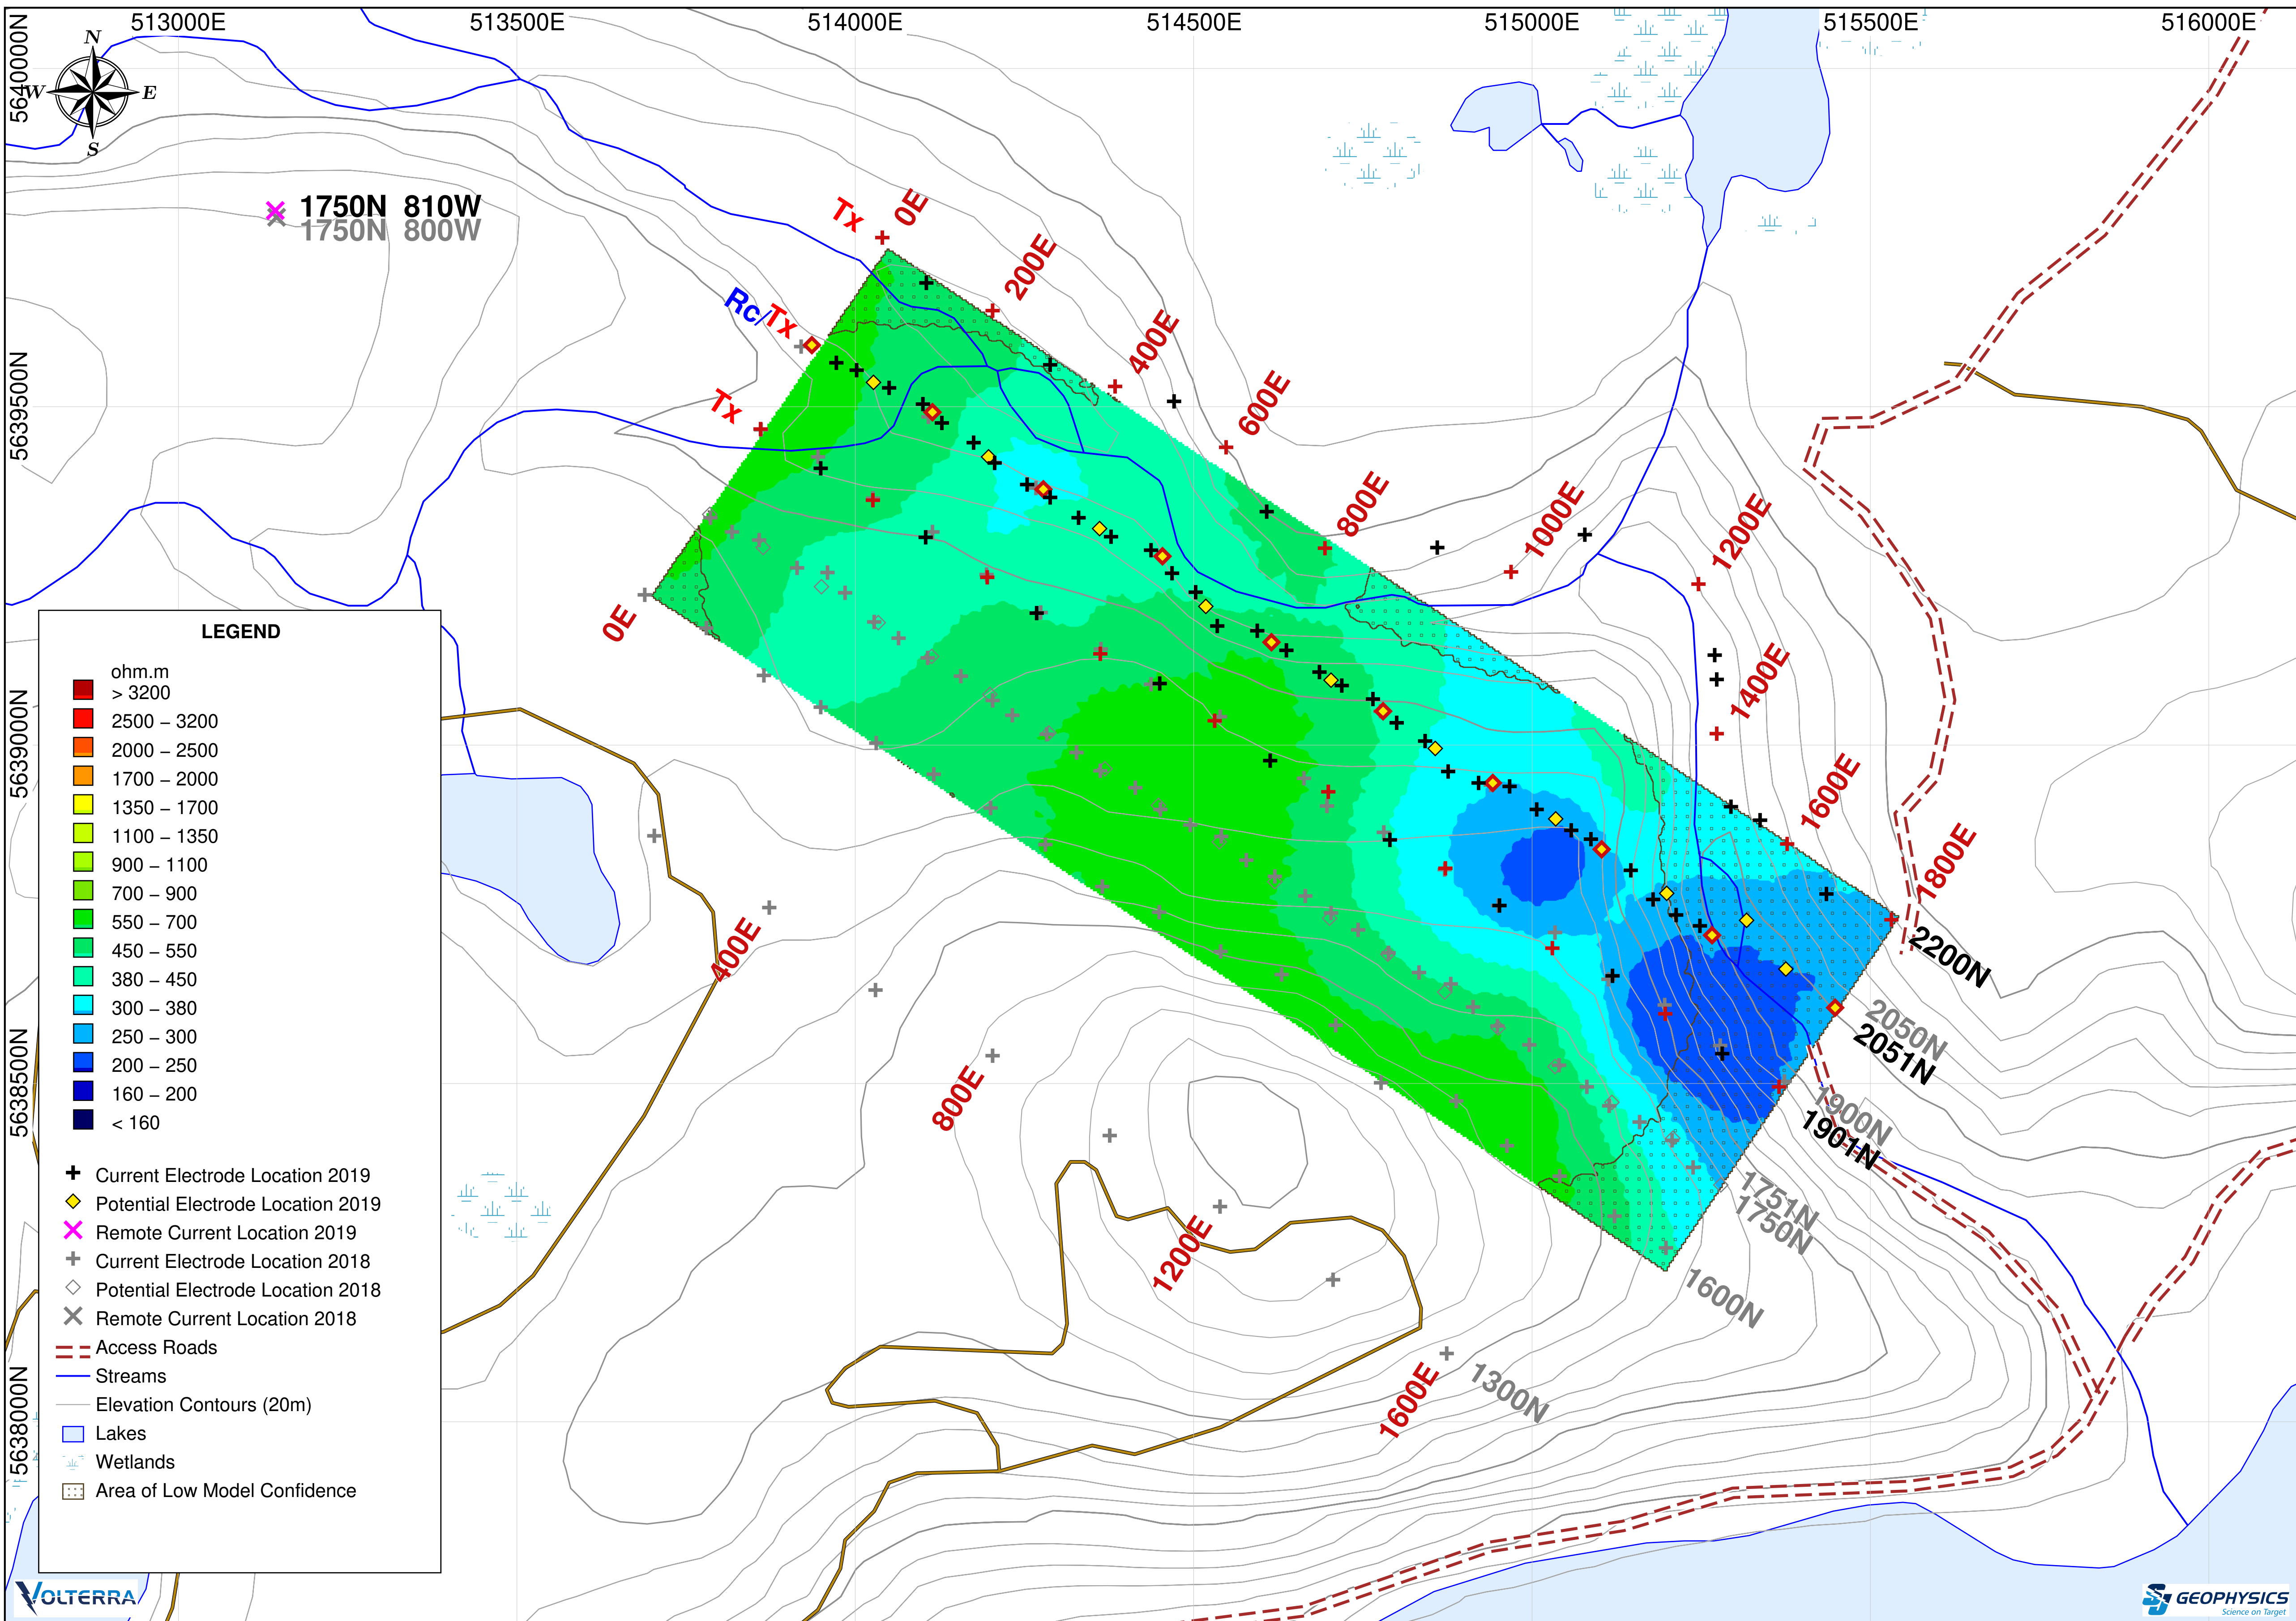 513000E 513500E 514000E 514500E 515000E 515500E 516000E
5640000N
5639500N
5639000N
5638500N
5638000N
N
W E
S
1750N 810W
1750N 800W
Tx
0E
Rc/Tx
Tx
200E
400E
600E
800E
1000E
1200E
1400E
1600E
1800E
0E
400E
800E
1200E
1600E
2200N
2050N
2051N
1900N
1901N
1751N
1750N
1600N
1300N
LEGEND
ohm.m
> 3200
2500 – 3200
2000 – 2500
1700 – 2000
1350 – 1700
1100 – 1350
900 – 1100
700 – 900
550 – 700
450 – 550
380 – 450
300 – 380
250 – 300
200 – 250
160 – 200
< 160
Current Electrode Location 2019
Potential Electrode Location 2019
Remote Current Location 2019
Current Electrode Location 2018
Potential Electrode Location 2018
Remote Current Location 2018
Access Roads
Streams
Elevation Contours (20m)
Lakes
Wetlands
Area of Low Model Confidence
VOLTERRA
SJ GEOPHYSICS
Science on Target